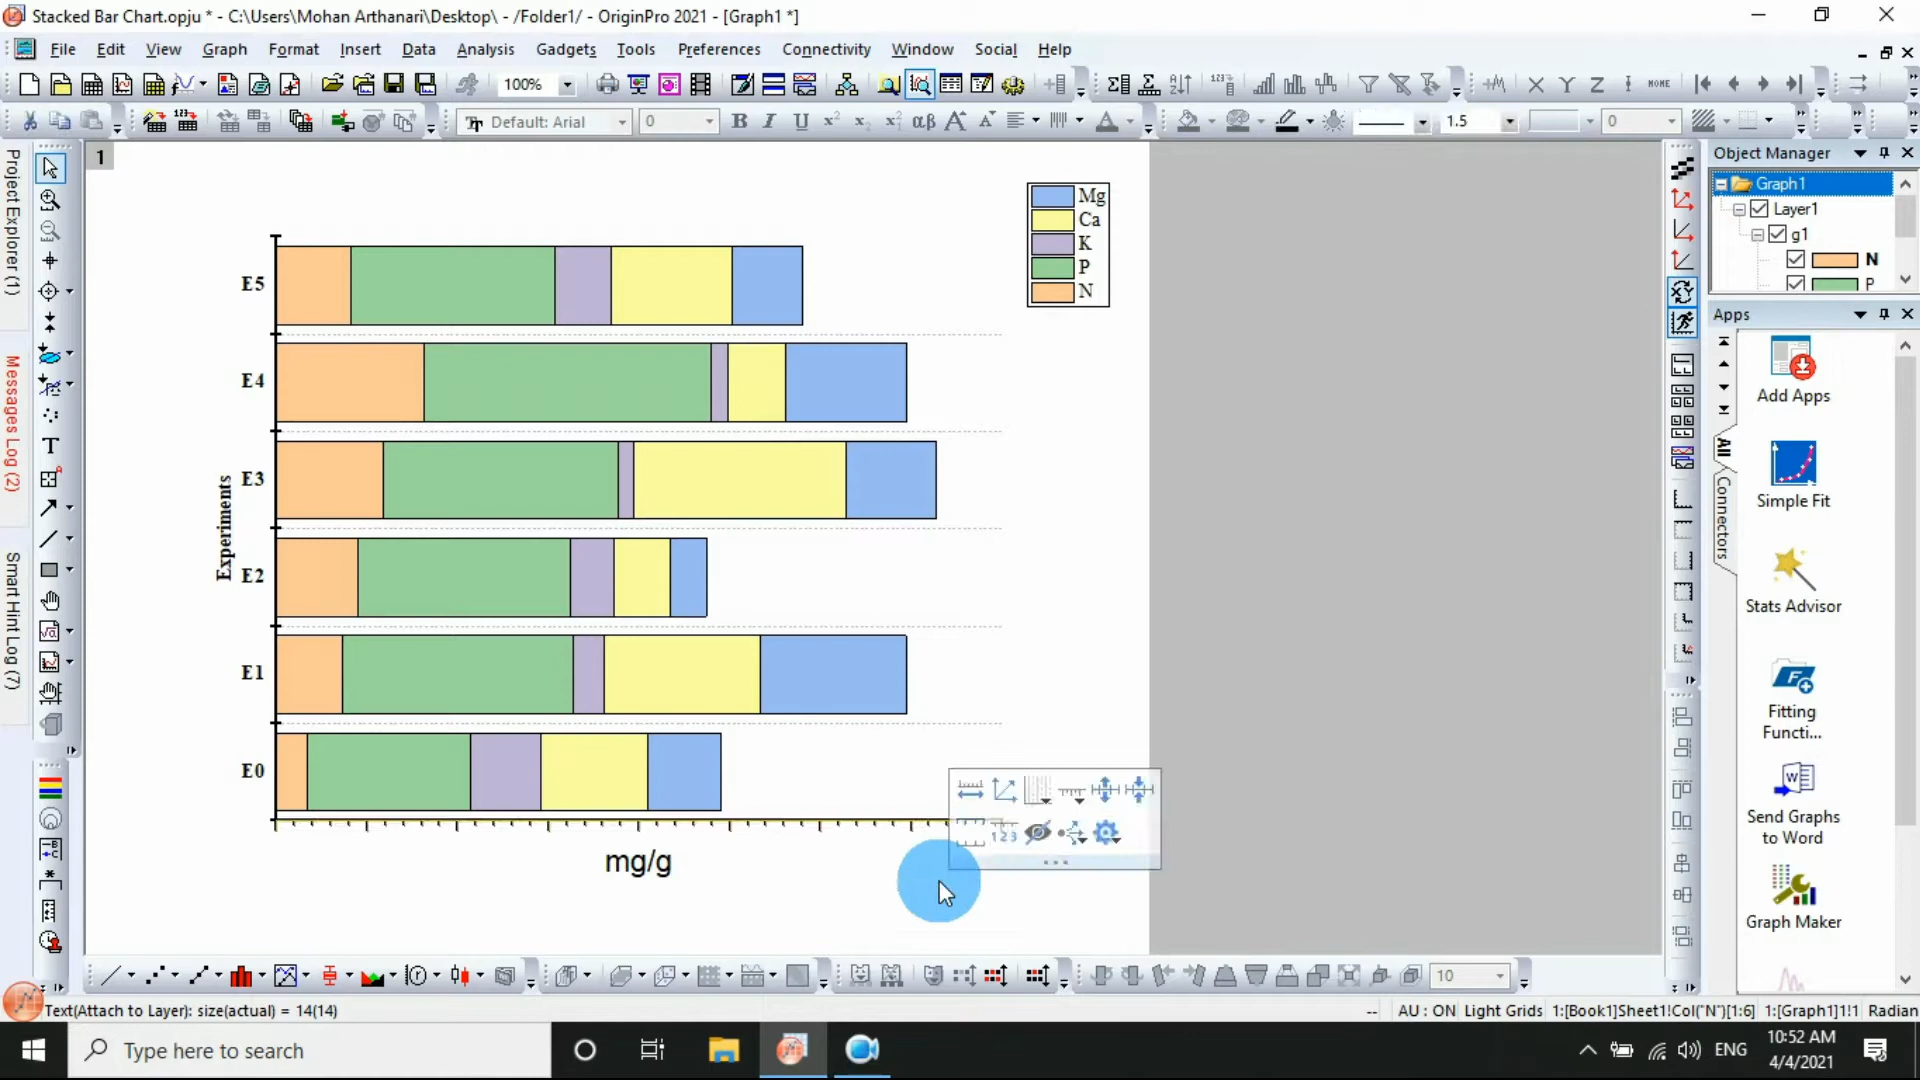 Stacked Bar Chart.opju * - C:\Users\Mohan Arthanari\Desktop\ - /Folder1/ - OriginPro 2021 - [Graph1 *]
File Edit View Graph Format Insert Data Analysis Gadgets Tools Preferences Connectivity Window Social Help
100%
X Y Z HOME
Default: Arial 0 B I U αβ A A 1.5 0
Project Explorer (1)
Messages Log (2)
Smart Hint Log (7)
1
Mg
Ca
K
P
N
E5
E4
E3
E2
E1
E0
Experiments
mg/g
Object Manager
Graph1
Layer1
g1
N
P
Apps
All
Connectors
Add Apps
Simple Fit
Stats Advisor
Fitting
Functi...
Send Graphs
to Word
Graph Maker
10
Text(Attach to Layer): size(actual) = 14(14)
-- AU : ON Light Grids 1:[Book1]Sheet1!Col("N")[1:6] 1:[Graph1]1!1 Radian
Type here to search
ENG
10:52 AM
4/4/2021